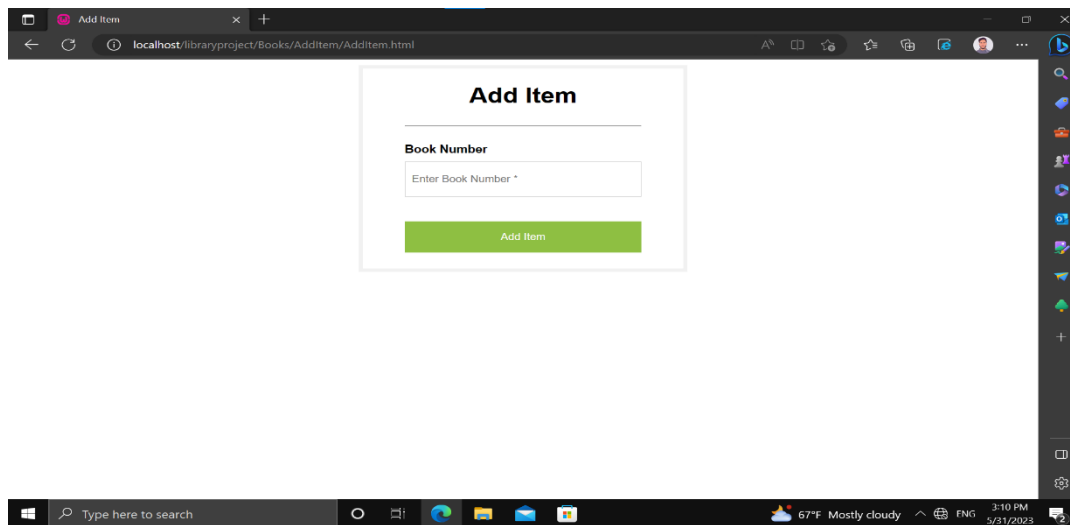 Add Item
localhost/libraryproject/Books/AddItem/AddItem.html
Add Item
Book Number
Enter Book Number *
Add Item
Type here to search
67°F Mostly cloudy
ENG
3:10 PM
5/31/2023